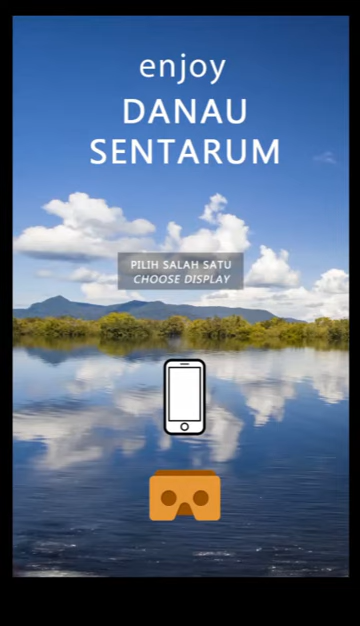 enjoy
DANAU
SENTARUM
PILIH SALAH SATU
CHOOSE DISPLAY